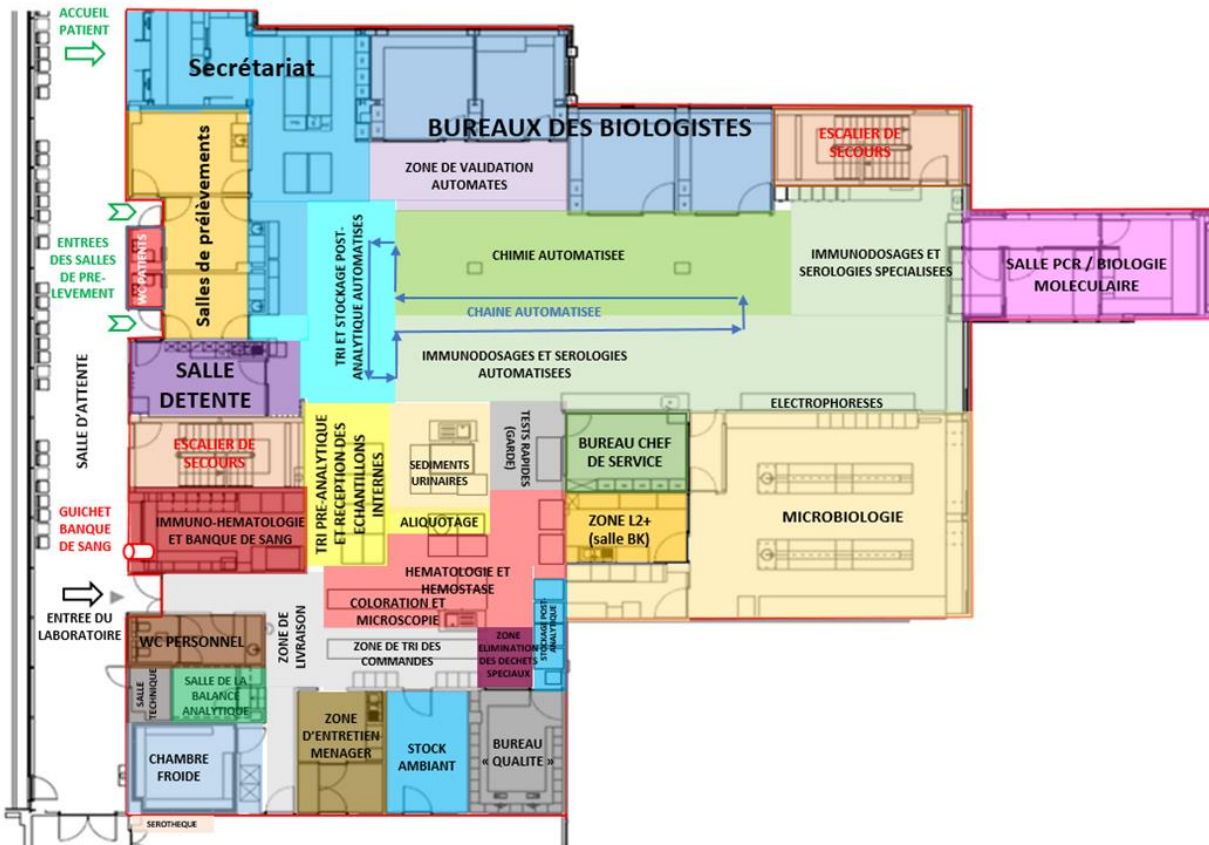 ACCUEIL
PATIENT
Secrétariat
BUREAUX DES BIOLOGISTES
ESCALIER DE
SECOURS
ZONE DE VALIDATION
AUTOMATES
Salles de prélèvements
ENTREES
DES SALLES
DE PRE-
LEVEMENT
WC PATIENTS
TRI ET STOCKAGE POST-
ANALYTIQUE AUTOMATISES
CHIMIE AUTOMATISEE
IMMUNODOSAGES ET
SEROLOGIES SPECIALISEES
SALLE PCR / BIOLOGIE
MOLECULAIRE
CHAINE AUTOMATISEE
IMMUNODOSAGES ET SEROLOGIES
AUTOMATISEES
SALLE
DETENTE
SALLE D'ATTENTE
ELECTROPHORESES
ESCALIER DE
SECOURS
TRI PRE-ANALYTIQUE
ET RECEPTION DES
ECHANTILLONS
INTERNES
SEDIMENTS
URINAIRES
TESTS RAPIDES
(GARDE)
BUREAU CHEF
DE SERVICE
GUICHET
BANQUE
DE SANG
IMMUNO-HEMATOLOGIE
ET BANQUE DE SANG
ALIQUOTAGE
ZONE L2+
(salle BK)
MICROBIOLOGIE
HEMATOLOGIE ET
HEMOSTASE
COLORATION ET
MICROSCOPIE
ENTREE DU
LABORATOIRE
WC PERSONNEL
ZONE DE
LIVRAISON
ZONE DE TRI DES
COMMANDES
ZONE
ELIMINATION
DES DECHETS
SPECIAUX
STOCKAGE POST-
ANALYTIQUE
SALLE
TECHNIQUE
SALLE DE LA
BALANCE
ANALYTIQUE
CHAMBRE
FROIDE
ZONE
D'ENTRETIEN
MENAGER
STOCK
AMBIANT
BUREAU
« QUALITE »
SEROTHEQUE